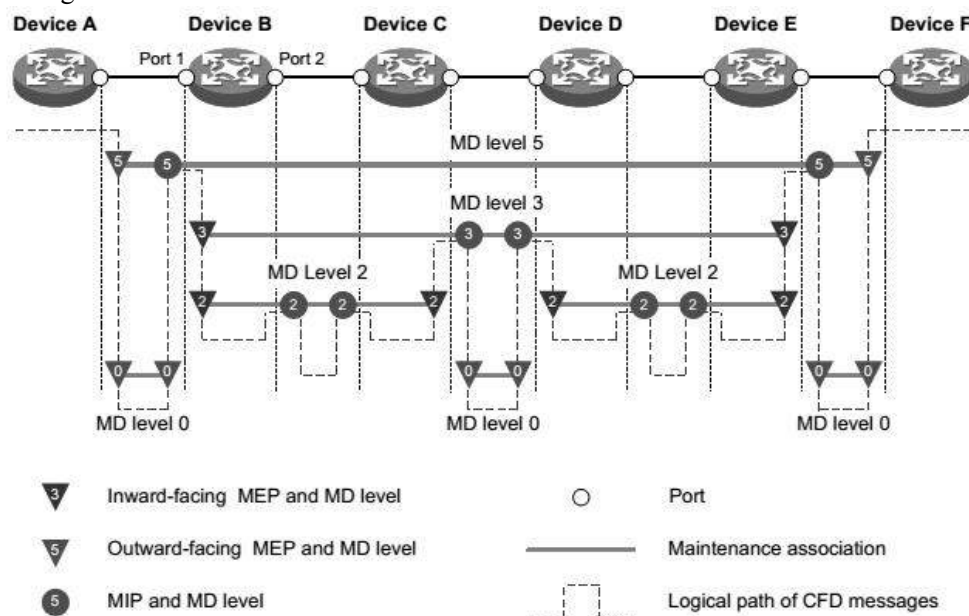 Device A Device B Device C Device D Device E Device F
Port 1 Port 2
MD level 5
5 5 5 5
MD level 3
3 3 3 3
MD Level 2 MD Level 2
2 2 2 2 2 2 2 2
0 0 0 0 0 0
MD level 0 MD level 0 MD level 0
3 Inward-facing MEP and MD level Port
5 Outward-facing MEP and MD level Maintenance association
5 MIP and MD level Logical path of CFD messages